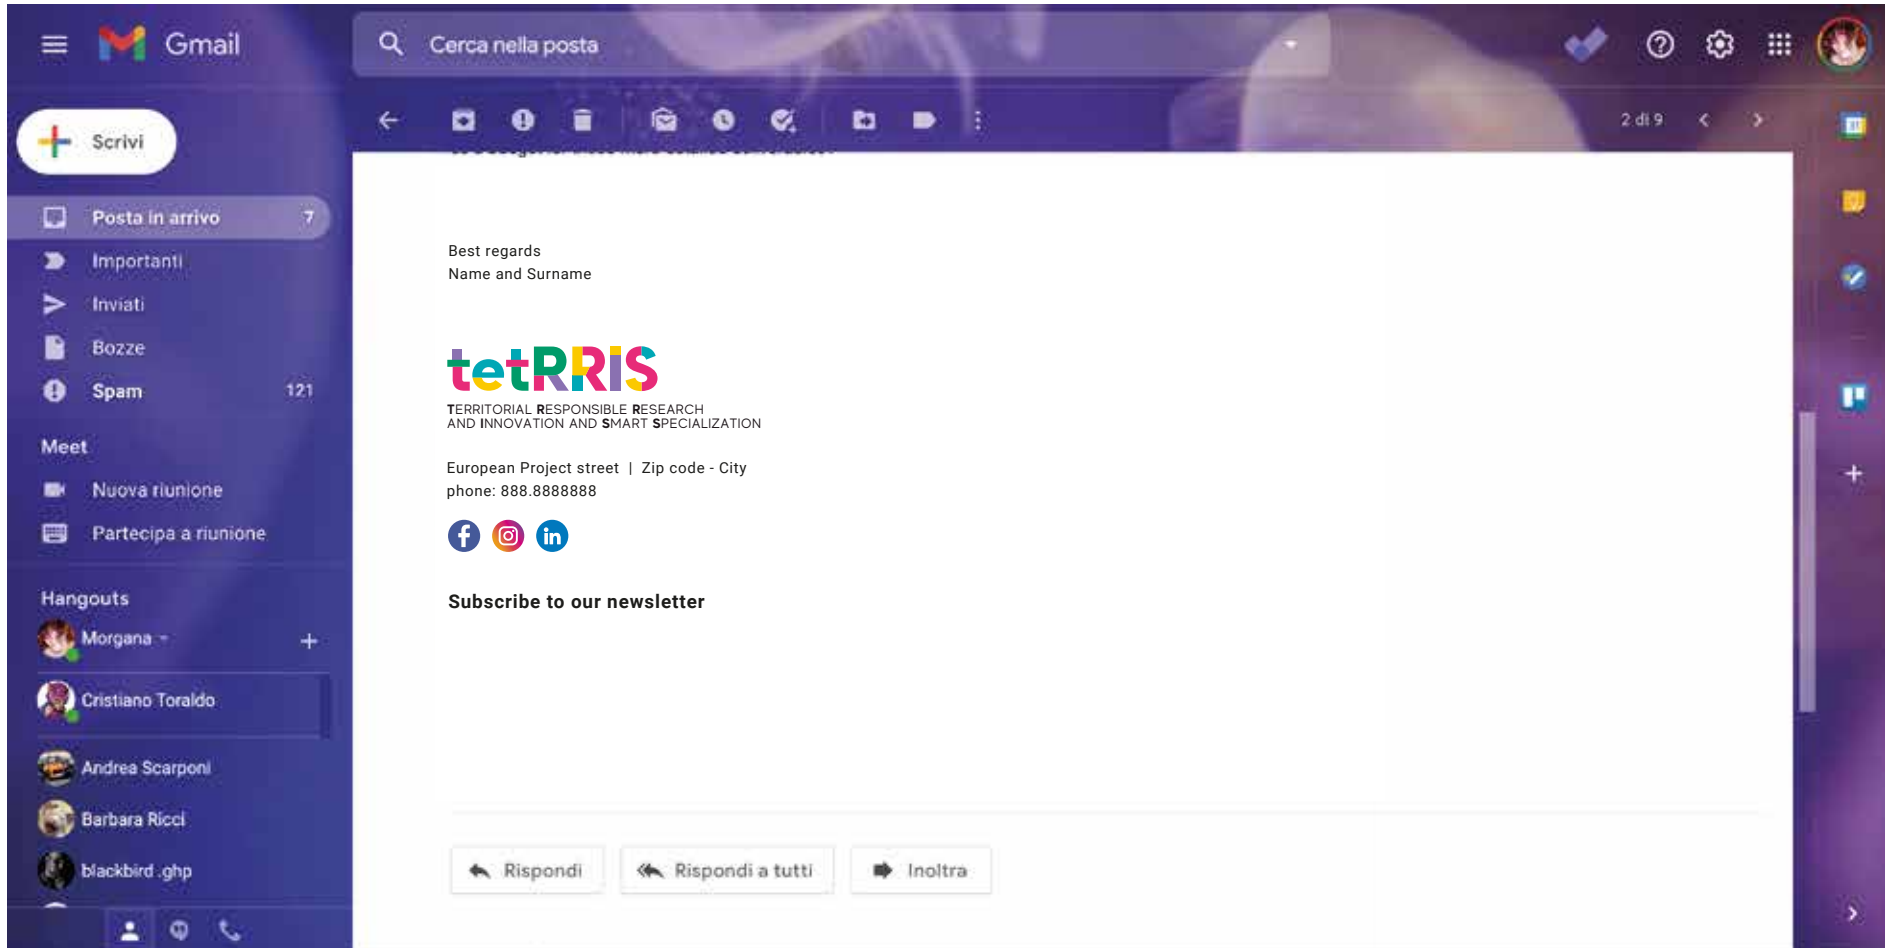 Gmail
Cerca nella posta
Scrivi
2 di 9
31
Posta in arrivo 7
Importanti
Inviati
Bozze
Spam 121
Meet
Nuova riunione
Partecipa a riunione
Hangouts
Morgana
Cristiano Toraldo
Andrea Scarponi
Barbara Ricci
blackbird .ghp
Best regards
Name and Surname
tetRRIS
TERRITORIAL RESPONSIBLE RESEARCH
AND INNOVATION AND SMART SPECIALIZATION
European Project street | Zip code - City
phone: 888.8888888
f in
Subscribe to our newsletter
Rispondi Rispondi a tutti Inoltra